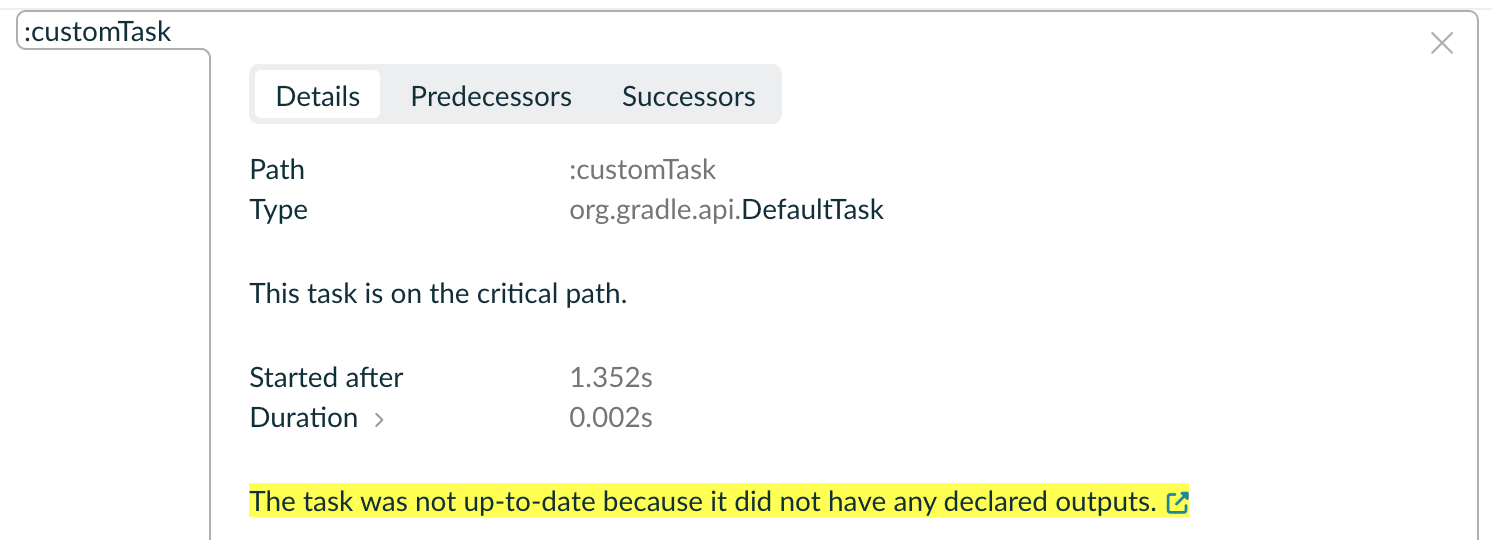 :customTask
Details Predecessors Successors
Path :customTask
Type org.gradle.api.DefaultTask
This task is on the critical path.
Started after 1.352s
Duration 0.002s
The task was not up-to-date because it did not have any declared outputs.